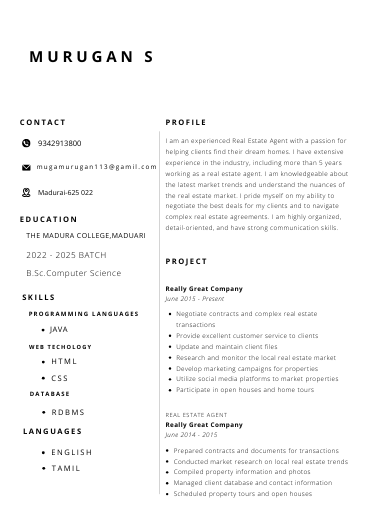 MURUGAN S
CONTACT
9342913800
mugamurugan113@gamil.com
Madurai-625 022
EDUCATION
THE MADURA COLLEGE,MADUARI
2022 - 2025 BATCH
B.Sc.Computer Science
SKILLS
PROGRAMMING LANGUAGES
• JAVA
WEB TECHOLOGY
• HTML
• CSS
DATABASE
• RDBMS
LANGUAGES
• ENGLISH
• TAMIL
PROFILE
I am an experienced Real Estate Agent with a passion for
helping clients find their dream homes. I have extensive
experience in the industry, including more than 5 years
working as a real estate agent. I am knowledgeable about
the latest market trends and understand the nuances of
the real estate market. I pride myself on my ability to
negotiate the best deals for my clients and to navigate
complex real estate agreements. I am highly organized,
detail-oriented, and have strong communication skills.
PROJECT
Really Great Company
June 2015 - Present
• Negotiate contracts and complex real estate
transactions
• Provide excellent customer service to clients
• Update and maintain client files
• Research and monitor the local real estate market
• Develop marketing campaigns for properties
• Utilize social media platforms to market properties
• Participate in open houses and home tours
REAL ESTATE AGENT
Really Great Company
June 2014 - 2015
• Prepared contracts and documents for transactions
• Conducted market research on local real estate trends
• Compiled property information and photos
• Managed client database and contact information
• Scheduled property tours and open houses